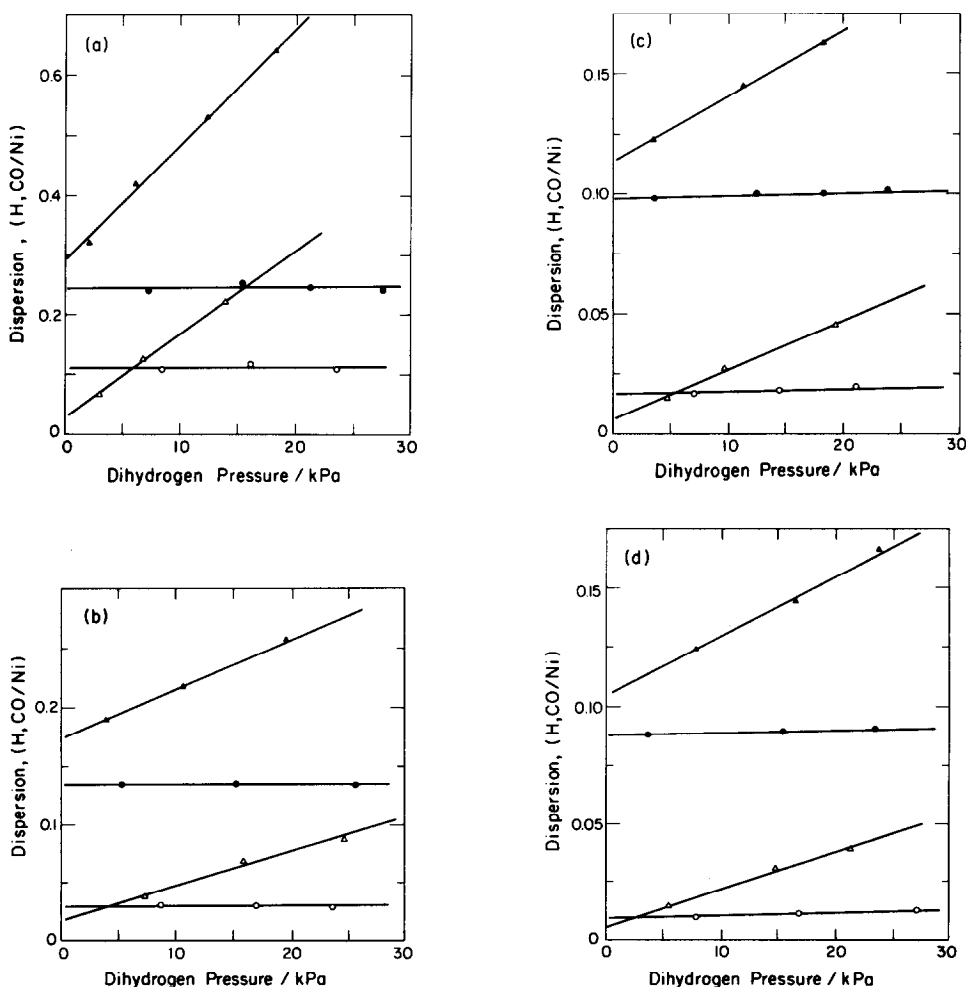 (a)
0.6
0.4
0.2
0
Dispersion, (H,CO/Ni)
0 10 20 30
Dihydrogen Pressure / kPa
(c)
0.15
0.10
0.05
0
Dispersion, (H,CO/Ni)
0 10 20 30
Dihydrogen Pressure / kPa
(b)
0.2
0.1
0
Dispersion, (H,CO/Ni)
0 10 20 30
Dihydrogen Pressure / kPa
(d)
0.15
0.10
0.05
0
Dispersion, (H,CO/Ni)
0 10 20 30
Dihydrogen Pressure / kPa